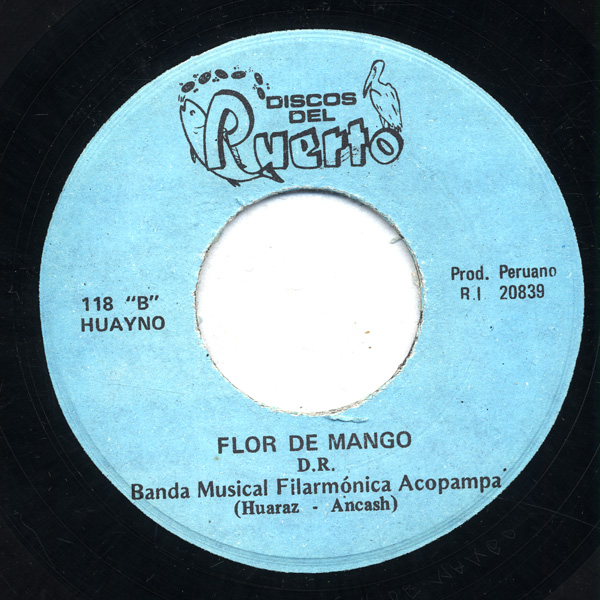 DISCOS
DEL
Puerto
118 "B"
HUAYNO
Prod. Peruano
R.I 20839
FLOR DE MANGO
D.R.
Banda Musical Filarmónica Acopampa
(Huaraz - Ancash)